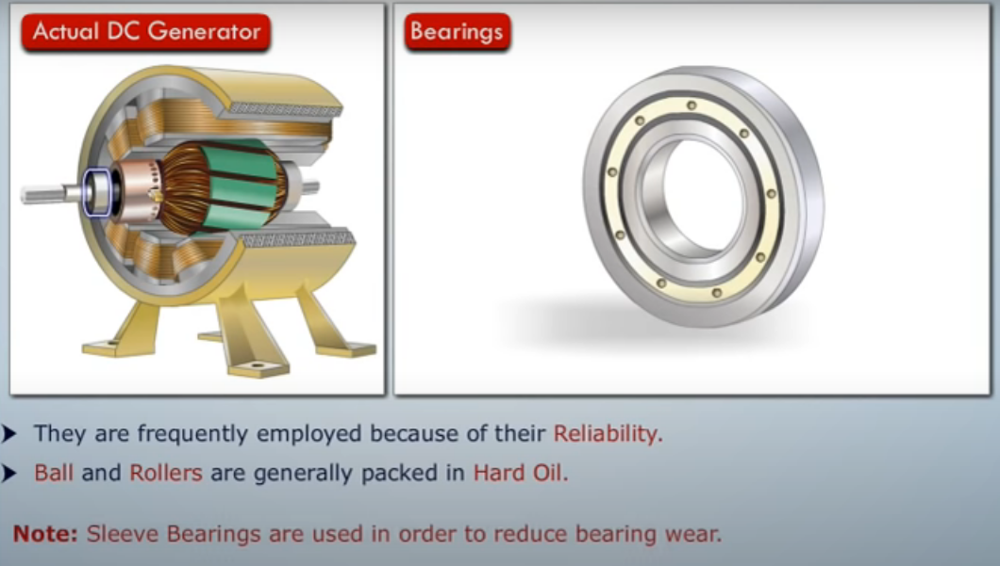 Actual DC Generator
Bearings
They are frequently employed because of their Reliability.
Ball and Rollers are generally packed in Hard Oil.
Note: Sleeve Bearings are used in order to reduce bearing wear.